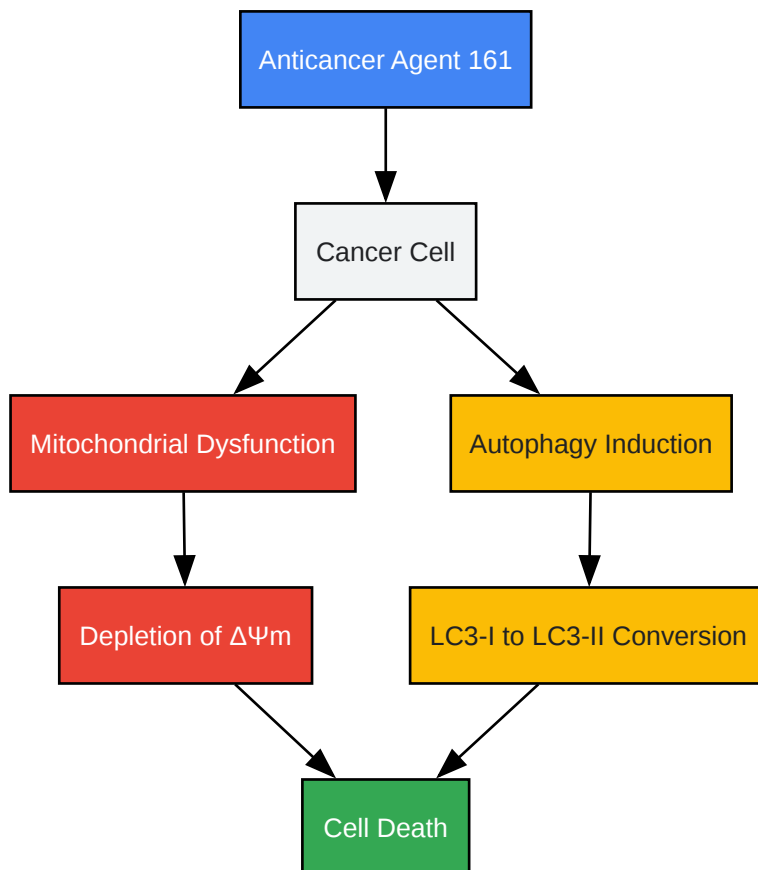 Anticancer Agent 161
Cancer Cell
Mitochondrial Dysfunction
Autophagy Induction
Depletion of ΔΨm
LC3-I to LC3-II Conversion
Cell Death